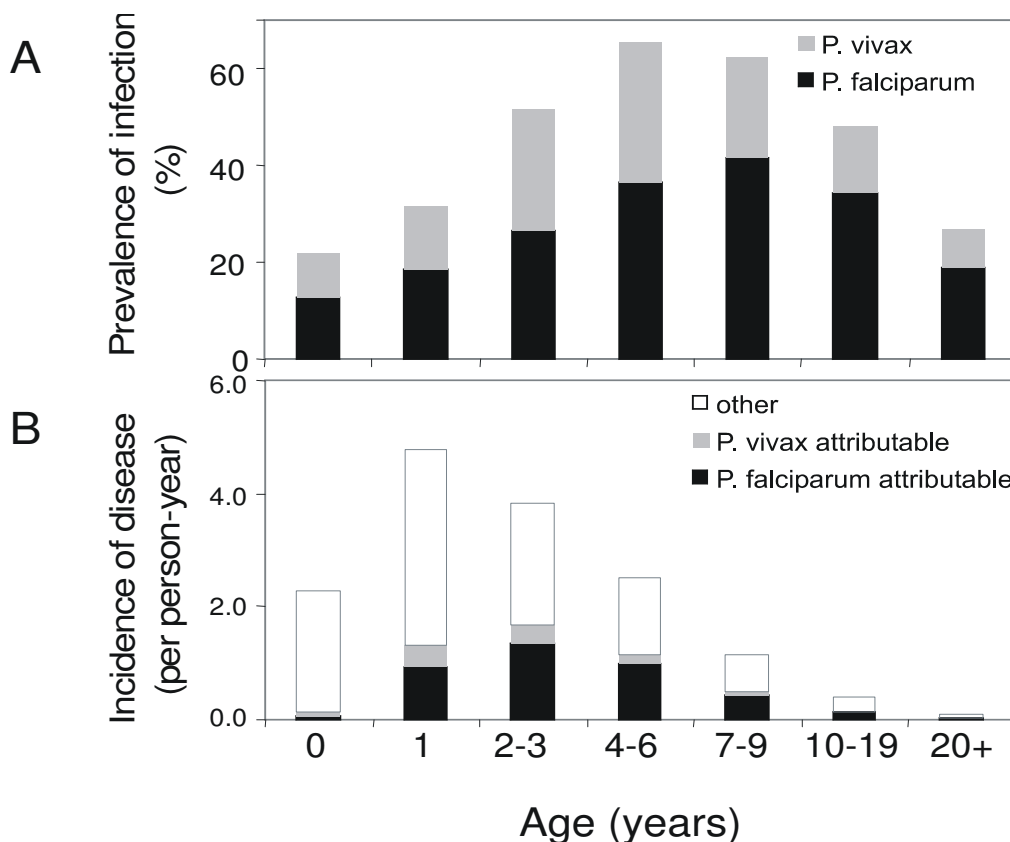 A
Prevalence of infection
(%)
P. vivax
P. falciparum
60
40
20
0
B
Incidence of disease
(per person-year)
6.0
4.0
2.0
0.0
other
P. vivax attributable
P. falciparum attributable
0 1 2-3 4-6 7-9 10-19 20+
Age (years)